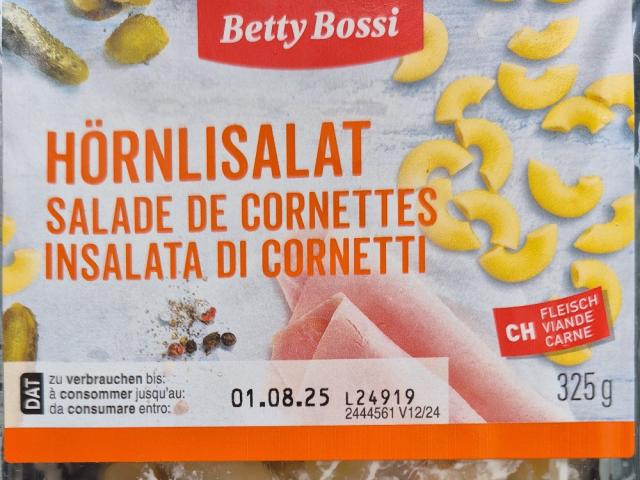 Betty Bossi
HÖRNLISALAT
SALADE DE CORNETTES
INSALATA DI CORNETTI
CH FLEISCH
VIANDE
CARNE
DAT
zu verbrauchen bis:
à consommer jusqu'au:
da consumare entro:
01.08.25 L24919
2444561 V12/24
325g